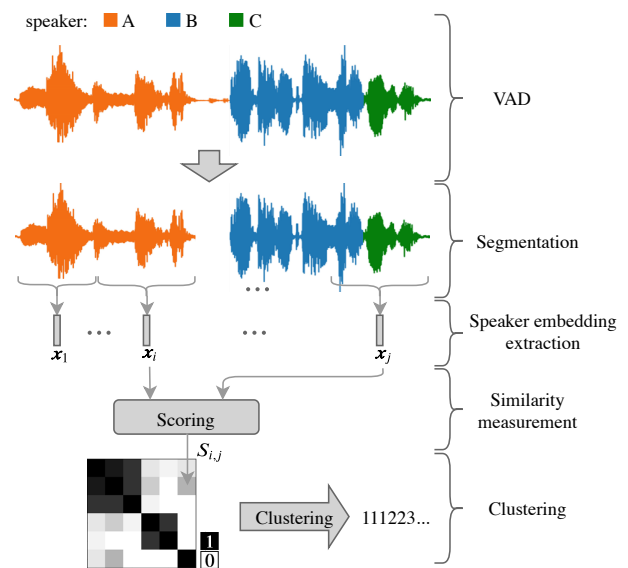 speaker: A B C
VAD
Segmentation
...
x1 ... xi ... xj
Speaker embedding
extraction
Scoring
Similarity
measurement
Si,j
1
0
Clustering 111223...
Clustering